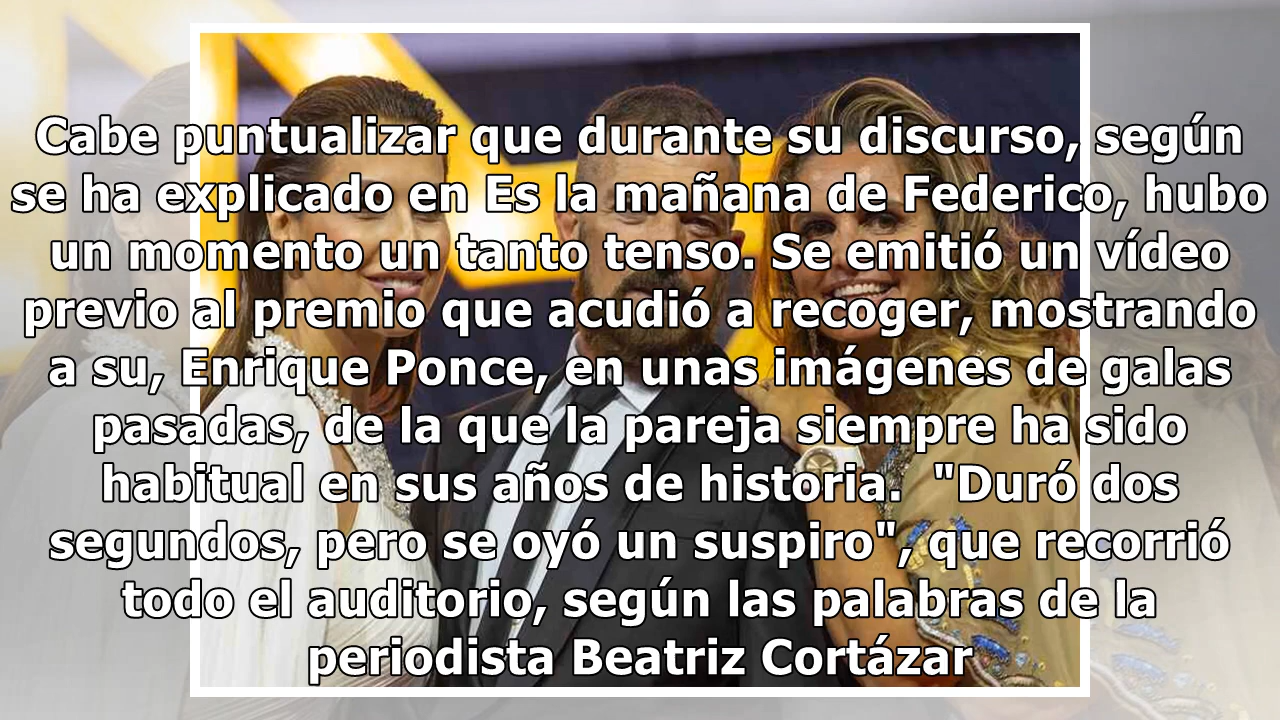 Cabe puntualizar que durante su discurso, según
se ha explicado en Es la mañana de Federico, hubo
un momento un tanto tenso. Se emitió un vídeo
previo al premio que acudió a recoger, mostrando
a su, Enrique Ponce, en unas imágenes de galas
pasadas, de la que la pareja siempre ha sido
habitual en sus años de historia.  "Duró dos
segundos, pero se oyó un suspiro", que recorrió
todo el auditorio, según las palabras de la
periodista Beatriz Cortázar